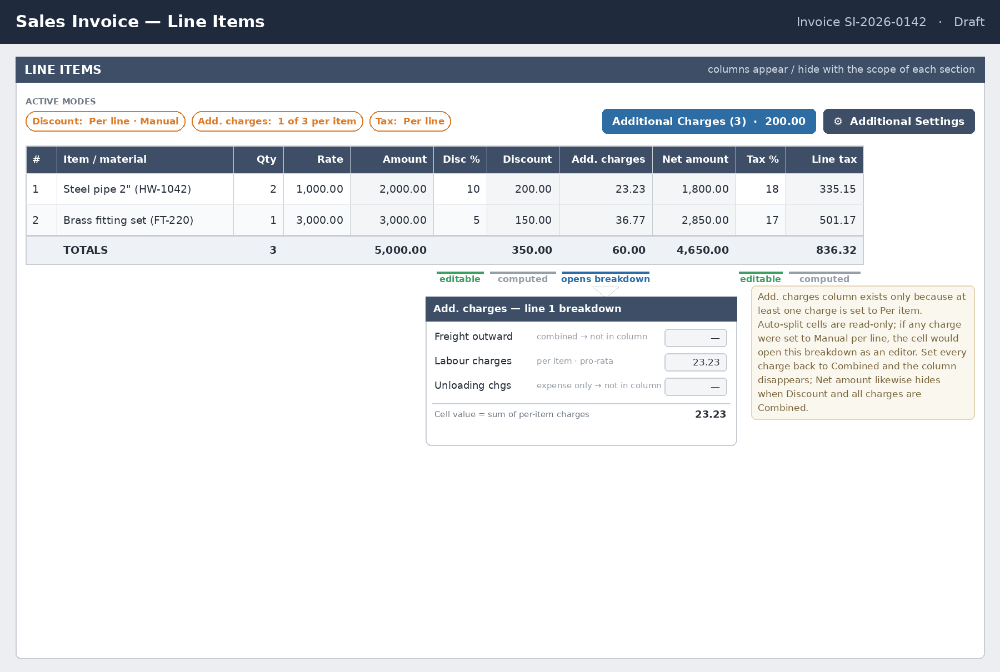 Sales Invoice — Line Items
Invoice SI-2026-0142 · Draft
LINE ITEMS
columns appear / hide with the scope of each section
ACTIVE MODES
Discount: Per line · Manual
Add. charges: 1 of 3 per item
Tax: Per line
Additional Charges (3) · 200.00
⚙ Additional Settings
# Item / material Qty Rate Amount Disc % Discount Add. charges Net amount Tax % Line tax
1 Steel pipe 2" (HW-1042) 2 1,000.00 2,000.00 10 200.00 23.23 1,800.00 18 335.15
2 Brass fitting set (FT-220) 1 3,000.00 3,000.00 5 150.00 36.77 2,850.00 17 501.17
TOTALS 3 5,000.00 350.00 60.00 4,650.00 836.32
editable computed opens breakdown editable computed
Add. charges — line 1 breakdown
Freight outward combined → not in column —
Labour charges per item · pro-rata 23.23
Unloading chgs expense only → not in column —
Cell value = sum of per-item charges 23.23
Add. charges column exists only because at
least one charge is set to Per item.
Auto-split cells are read-only; if any charge
were set to Manual per line, the cell would
open this breakdown as an editor. Set every
charge back to Combined and the column
disappears; Net amount likewise hides
when Discount and all charges are
Combined.